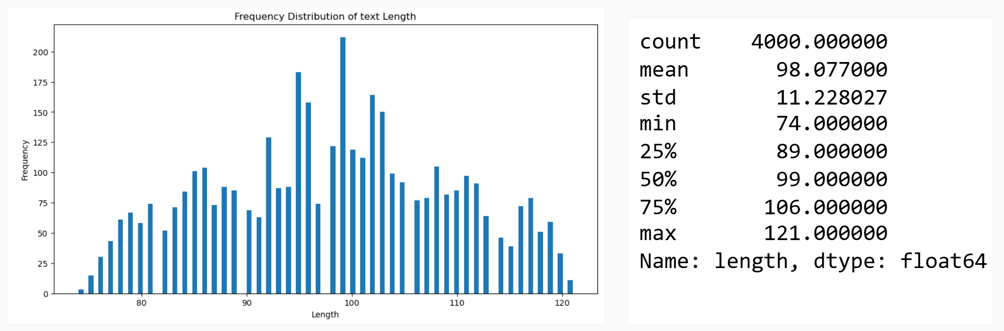 Frequency Distribution of text Length
200
175
150
125
100
75
50
25
0
Frequency
80 90 100 110 120
Length
count 4000.000000
mean 98.077000
std 11.228027
min 74.000000
25% 89.000000
50% 99.000000
75% 106.000000
max 121.000000
Name: length, dtype: float64